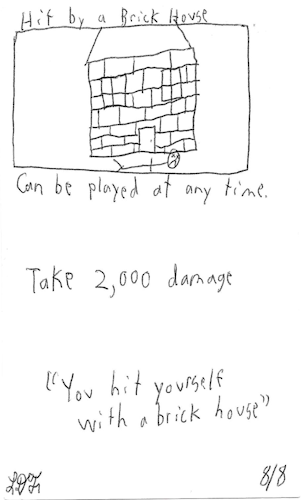 Hit by a Brick House
Can be played at any time.
Take 2,000 damage
"You hit yourself
with a brick house"
8/8